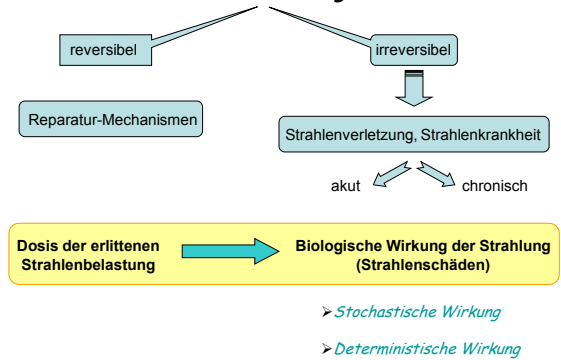 reversibel
irreversibel
Reparatur-Mechanismen
Strahlenverletzung, Strahlenkrankheit
akut
chronisch
Dosis der erlittenen
Strahlenbelastung
Biologische Wirkung der Strahlung
(Strahlenschäden)
➢Stochastische Wirkung
➢Deterministische Wirkung